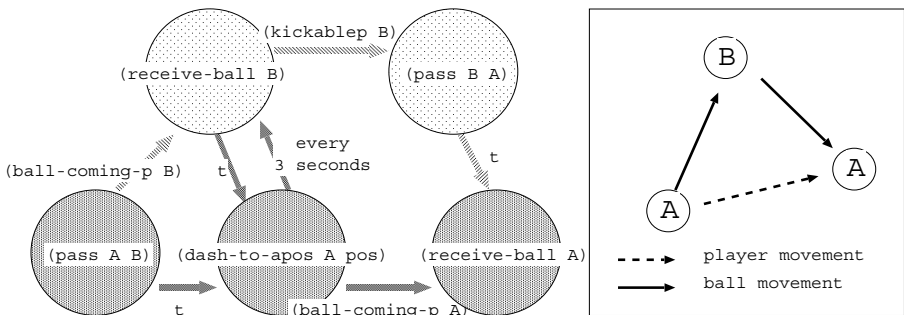 (kickablep B)
(receive-ball B)
(pass B A)
every
3 seconds
t
t
(ball-coming-p B)
(pass A B)
(dash-to-apos A pos)
(receive-ball A)
t
(ball-coming-p A)
B
A
A
player movement
ball movement